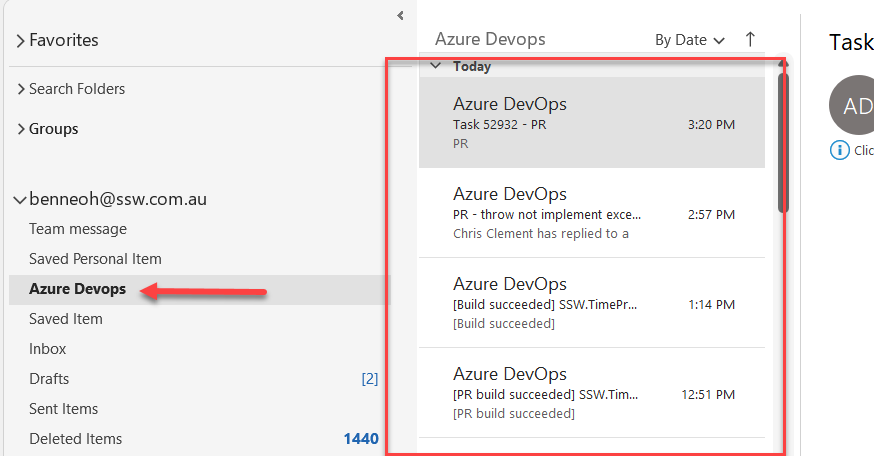 Favorites
Search Folders
Groups
benneoh@ssw.com.au
Team message
Saved Personal Item
Azure Devops
Saved Item
Inbox
Drafts [2]
Sent Items
Deleted Items 1440
Azure Devops By Date
Today
Azure DevOps
Task 52932 - PR 3:20 PM
PR
Azure DevOps
PR - throw not implement exce... 2:57 PM
Chris Clement has replied to a
Azure DevOps
[Build succeeded] SSW.TimePr... 1:14 PM
[Build succeeded]
Azure DevOps
[PR build succeeded] SSW.Tim... 12:51 PM
[PR build succeeded]
Task
AD
Clic